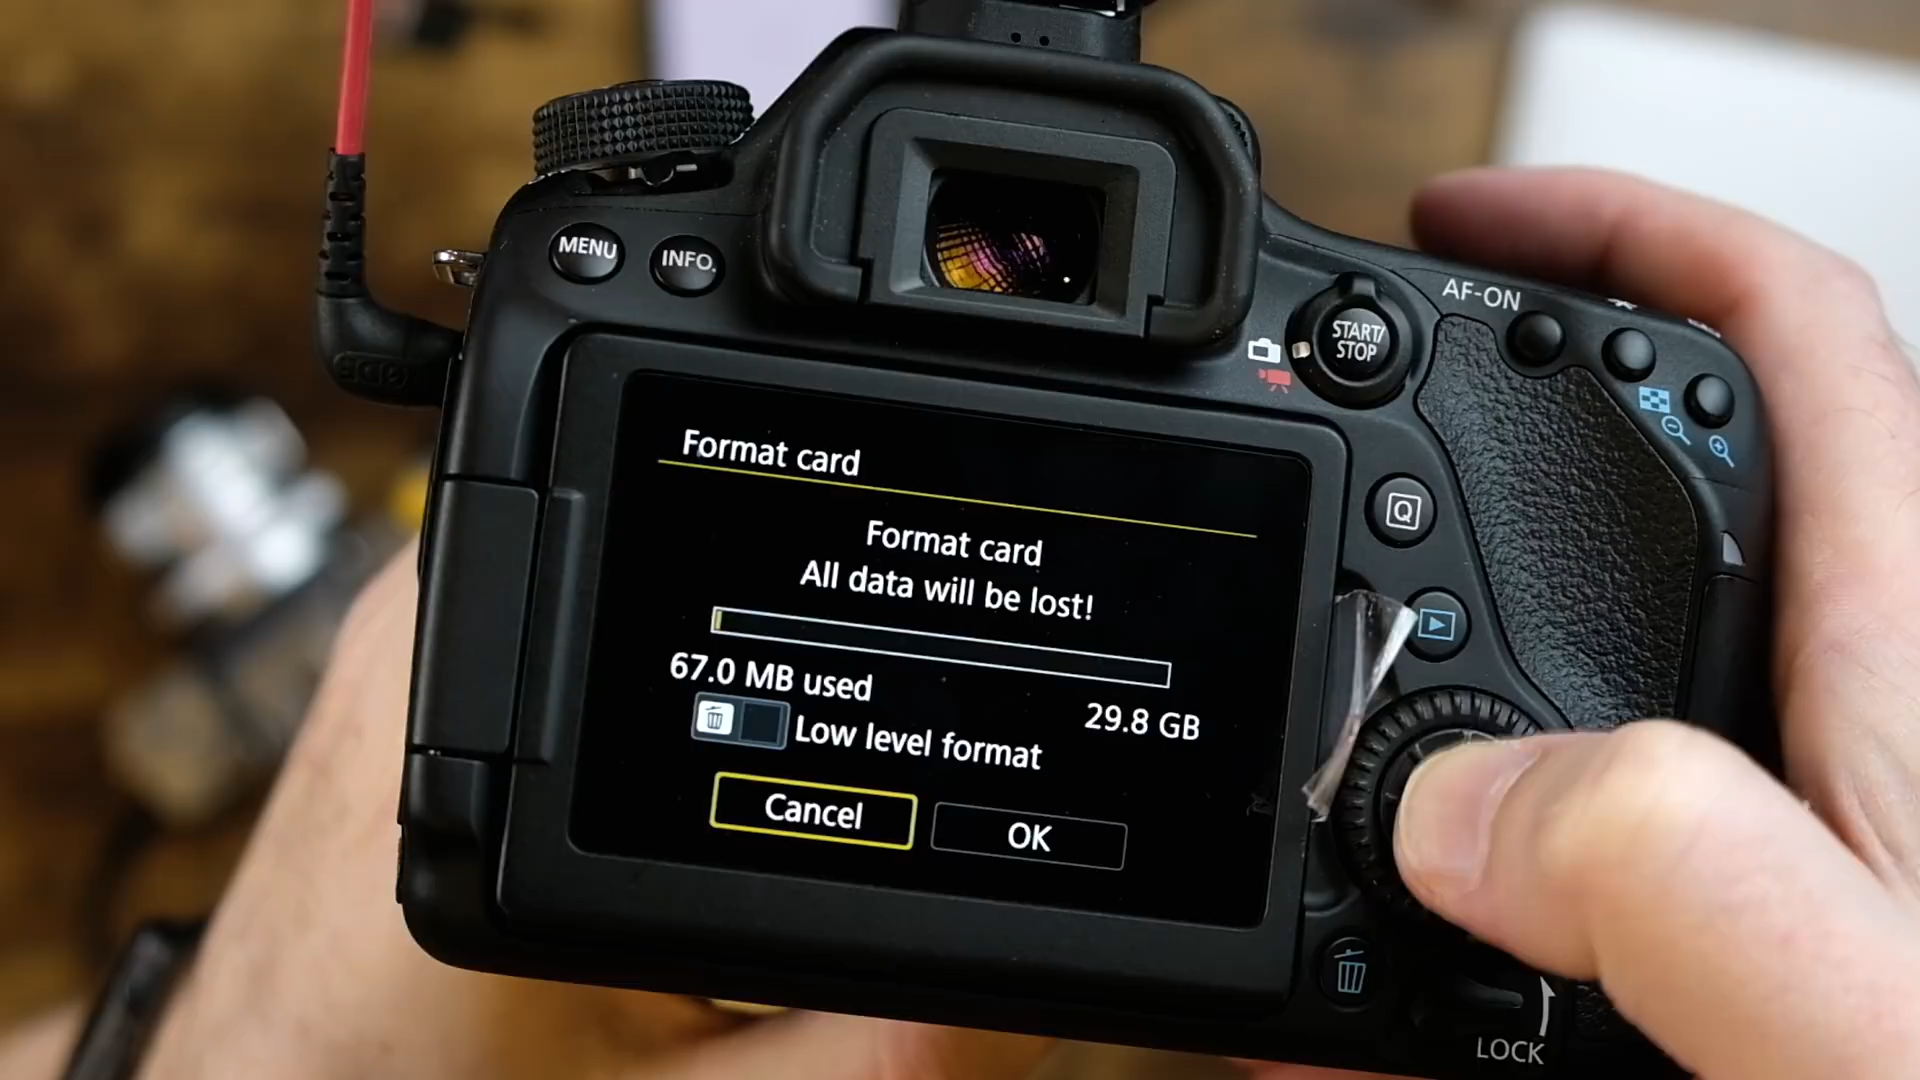 MENU
INFO.
AF-ON
START/
STOP
Q
Format card
Format card
All data will be lost!
67.0 MB used
29.8 GB
Low level format
Cancel
OK
LOCK